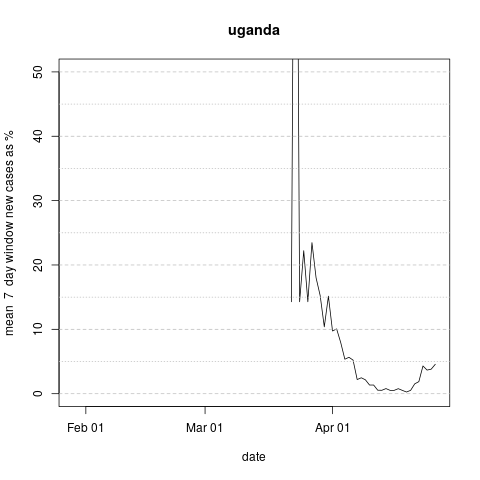 uganda
mean 7 day window new cases as %
50
40
30
20
10
0
Feb 01
Mar 01
Apr 01
date